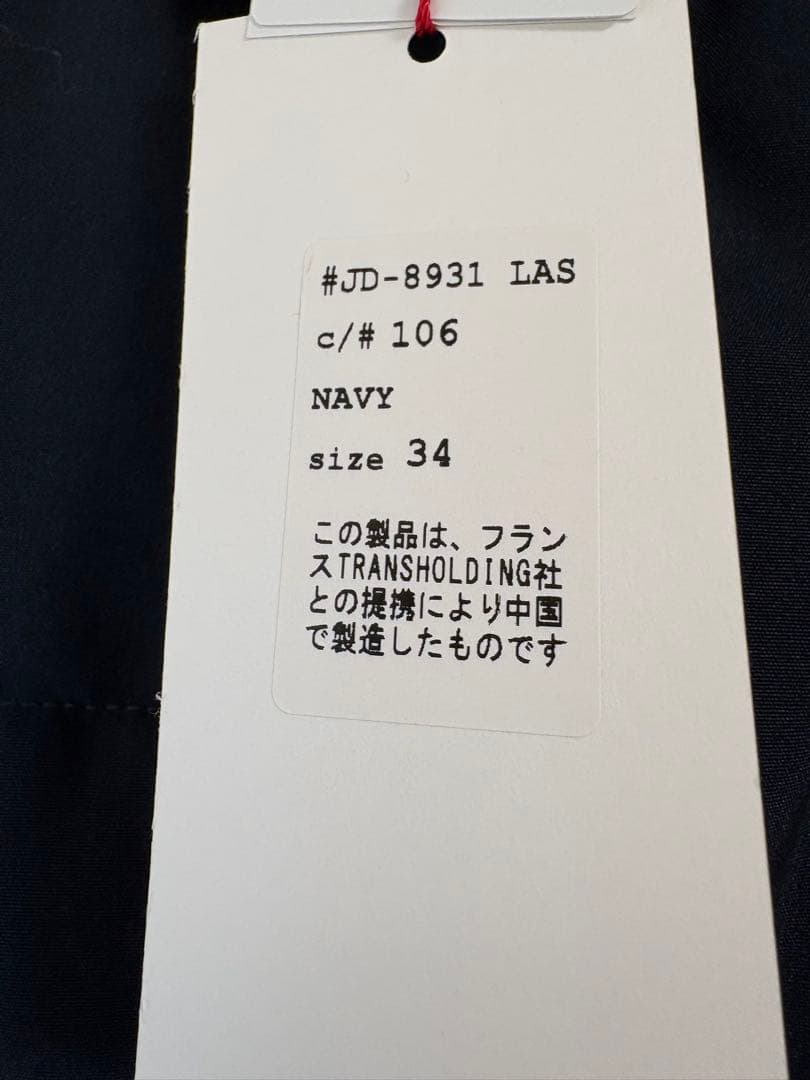 #JD-8931 LAS
c/# 106
NAVY
size 34
この製品は、フラン
スTRANSHOLDING社
との提携により中国
で製造したものです